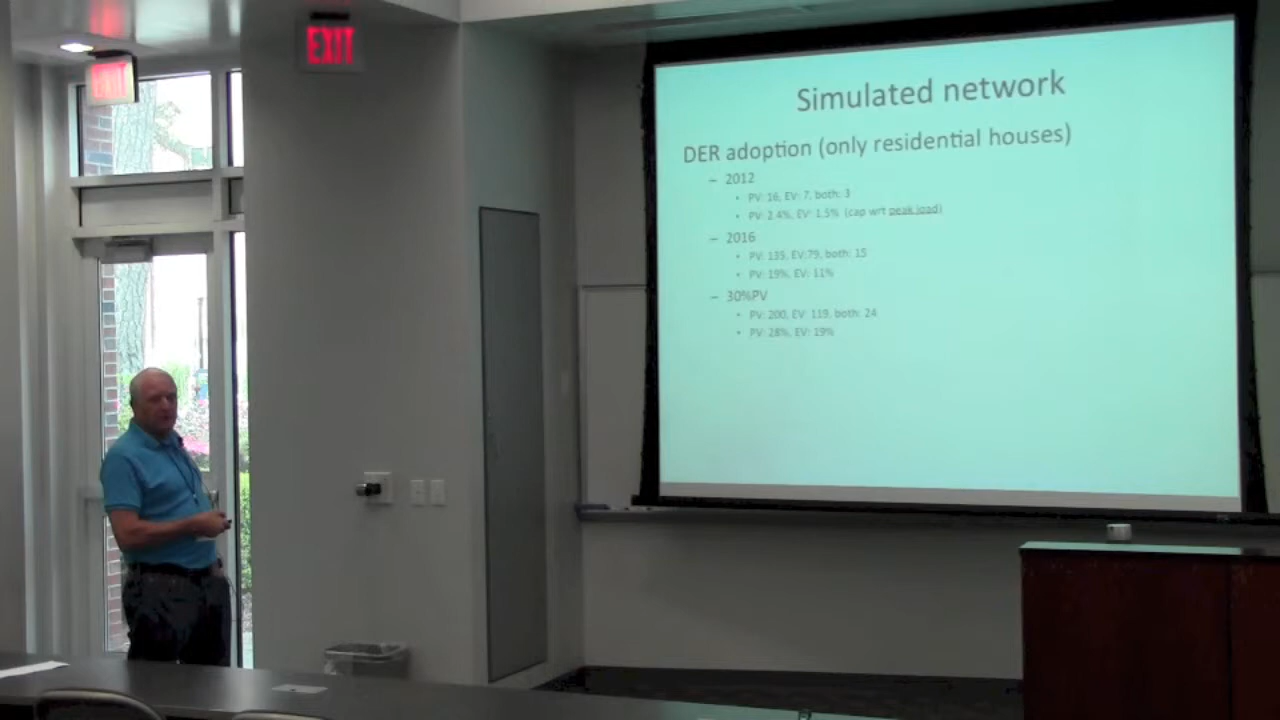 EXIT
EXIT
Simulated network
DER adoption (only residential houses)
– 2012
• PV: 16, EV: 7, both: 3
• PV: 2.4%, EV: 1.5% (cap wrt peak load)
– 2016
• PV: 135, EV:79, both: 15
• PV: 19%, EV: 11%
– 30%PV
• PV: 200, EV: 119, both: 24
• PV: 28%, EV: 19%